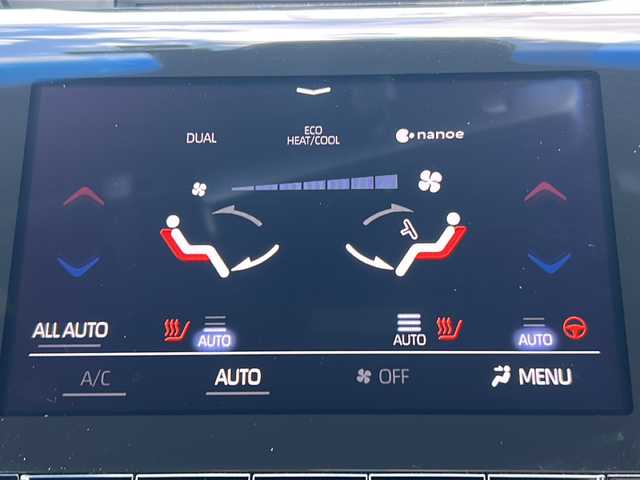 DUAL
ECO
HEAT/COOL
nanoe
ALL AUTO
AUTO
AUTO
AUTO
A/C
AUTO
OFF
MENU